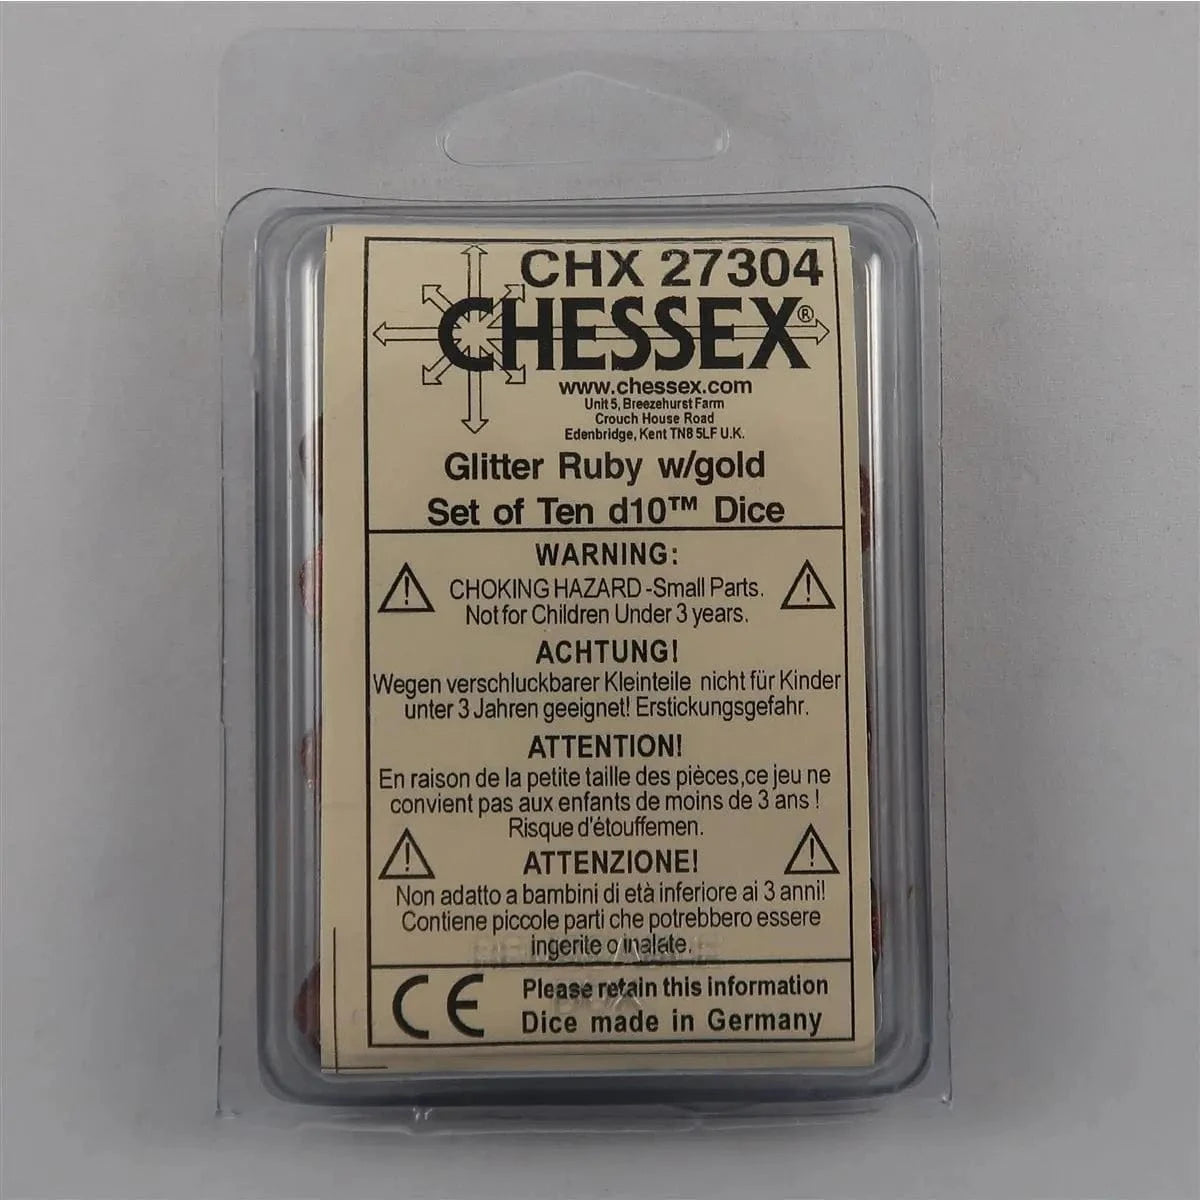 CHX 27304
CHESSEX®
www.chessex.com
Unit 5, Breezehurst Farm
Crouch House Road
Edenbridge, Kent TN8 5LF U.K.
Glitter Ruby w/gold
Set of Ten d10™ Dice
WARNING:
CHOKING HAZARD -Small Parts.
Not for Children Under 3 years.
ACHTUNG!
Wegen verschluckbarer Kleinteile nicht für Kinder
unter 3 Jahren geeignet! Erstickungsgefahr.
ATTENTION!
En raison de la petite taille des pièces,ce jeu ne
convient pas aux enfants de moins de 3 ans !
Risque d'étouffemen.
ATTENZIONE!
Non adatto a bambini di età inferiore ai 3 anni!
Contiene piccole parti che potrebbero essere
ingerite o inalate.
CE
Please retain this information
Dice made in Germany